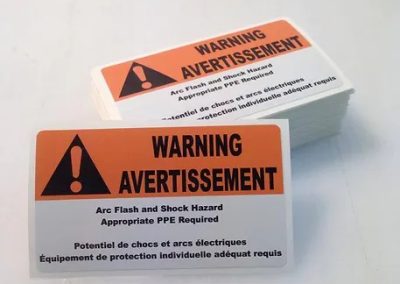 WARNING
AVERTISSEMENT
Arc Flash and Shock Hazard
Appropriate PPE Required
Potentiel de chocs et arcs électriques
protection individuelle adéquat requis
WARNING
AVERTISSEMENT
Arc Flash and Shock Hazard
Appropriate PPE Required
Potentiel de chocs et arcs électriques
Équipement de protection individuelle adéquat requis